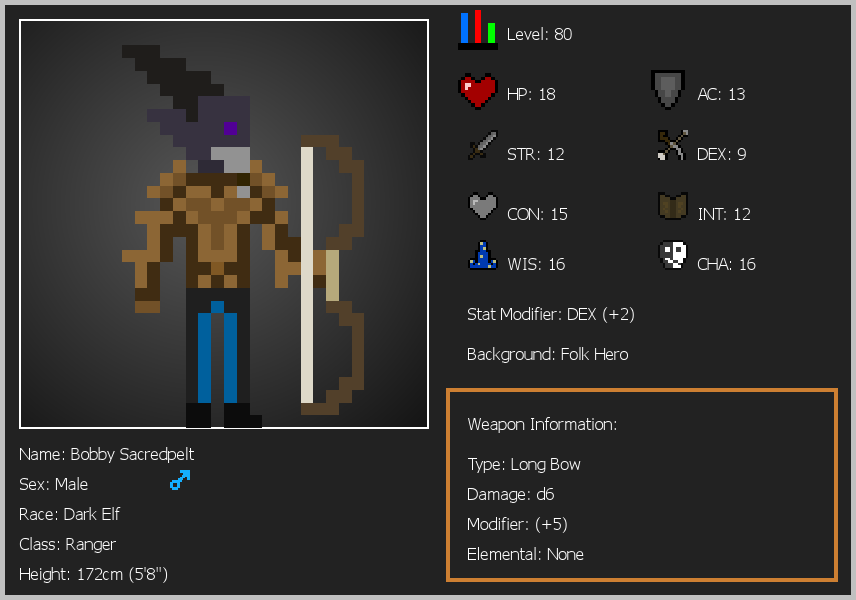 Level: 80
HP: 18
AC: 13
STR: 12
DEX: 9
CON: 15
INT: 12
WIS: 16
CHA: 16
Stat Modifier: DEX (+2)
Background: Folk Hero
Weapon Information:
Type: Long Bow
Damage: d6
Modifier: (+5)
Elemental: None
Name: Bobby Sacredpelt
Sex: Male
Race: Dark Elf
Class: Ranger
Height: 172cm (5'8")